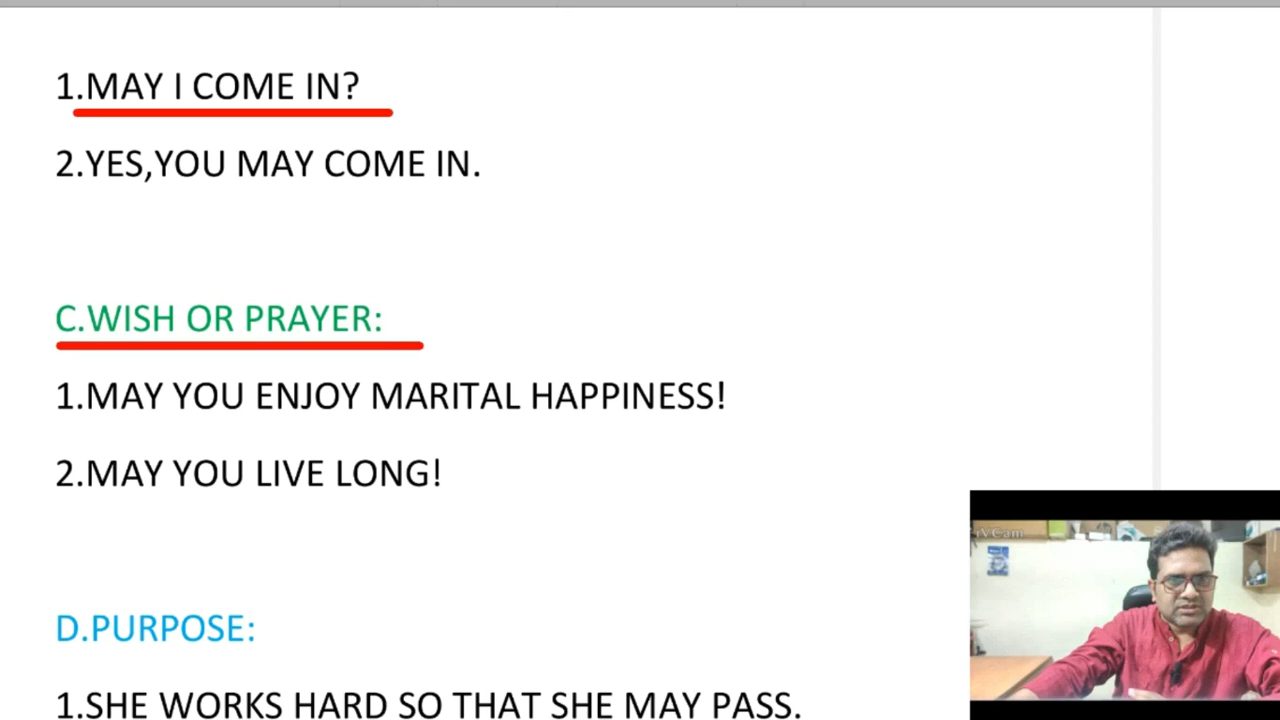 1.MAY I COME IN?
2.YES,YOU MAY COME IN.
C.WISH OR PRAYER:
1.MAY YOU ENJOY MARITAL HAPPINESS!
2.MAY YOU LIVE LONG!
iVCam
D.PURPOSE:
1.SHE WORKS HARD SO THAT SHE MAY PASS.